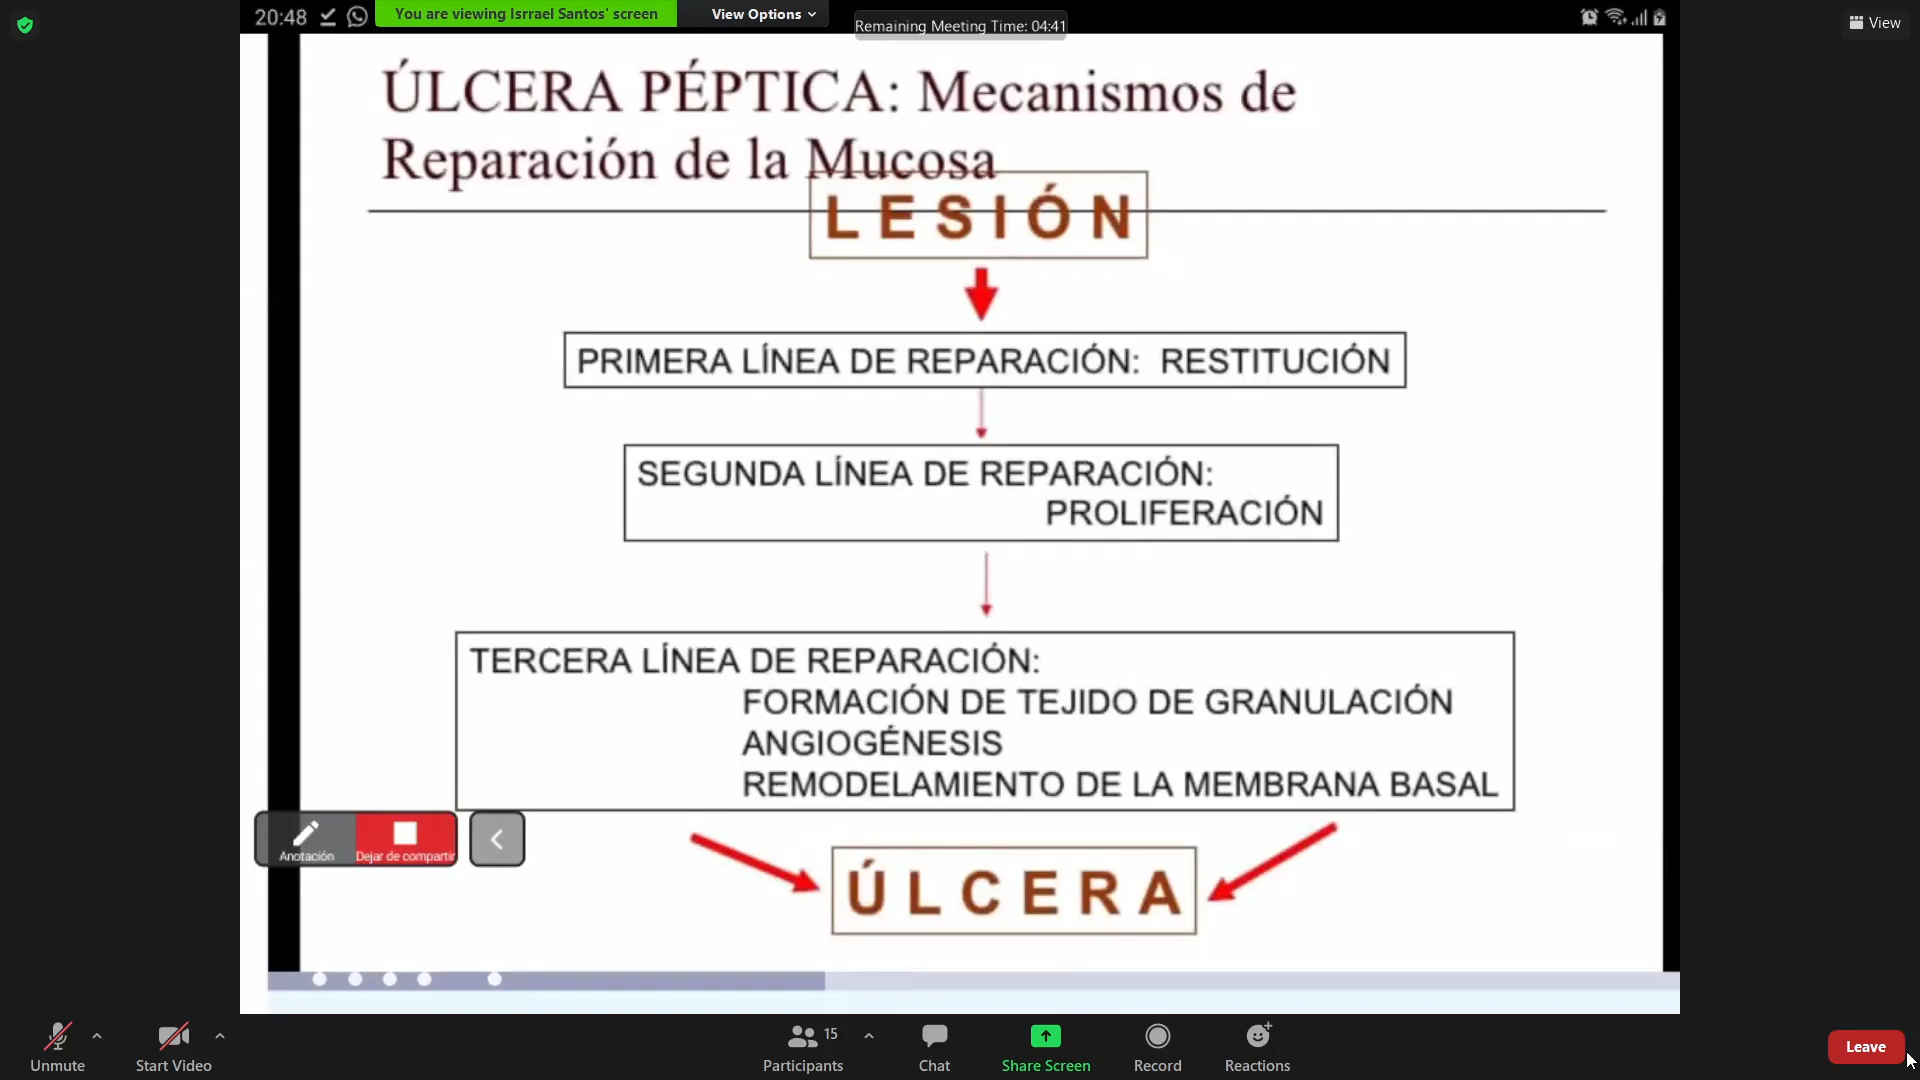 20:48
You are viewing Isrrael Santos' screen
View Options
Remaining Meeting Time: 04:41
View
ÚLCERA PÉPTICA: Mecanismos de
Reparación de la Mucosa
LESIÓN
PRIMERA LÍNEA DE REPARACIÓN: RESTITUCIÓN
SEGUNDA LÍNEA DE REPARACIÓN:
PROLIFERACIÓN
TERCERA LÍNEA DE REPARACIÓN:
FORMACIÓN DE TEJIDO DE GRANULACIÓN
ANGIOGÉNESIS
REMODELAMIENTO DE LA MEMBRANA BASAL
Anotación
Dejar de compartir
ÚLCERA
Unmute
Start Video
15
Participants
Chat
Share Screen
Record
Reactions
Leave